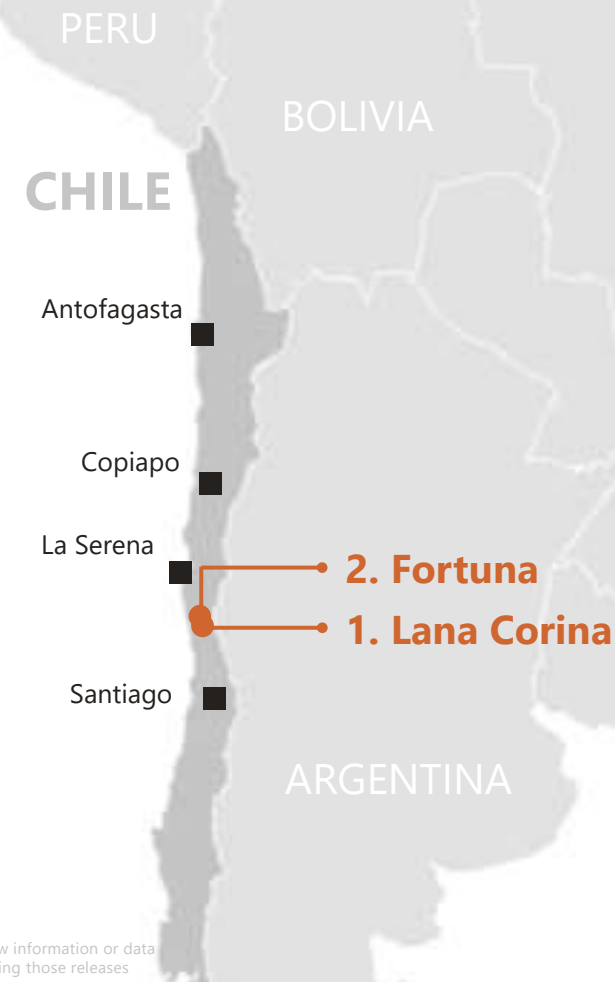 PERU
BOLIVIA
CHILE
Antofagasta
Copiapo
La Serena
2. Fortuna
1. Lana Corina
Santiago
ARGENTINA
information or data
those releases